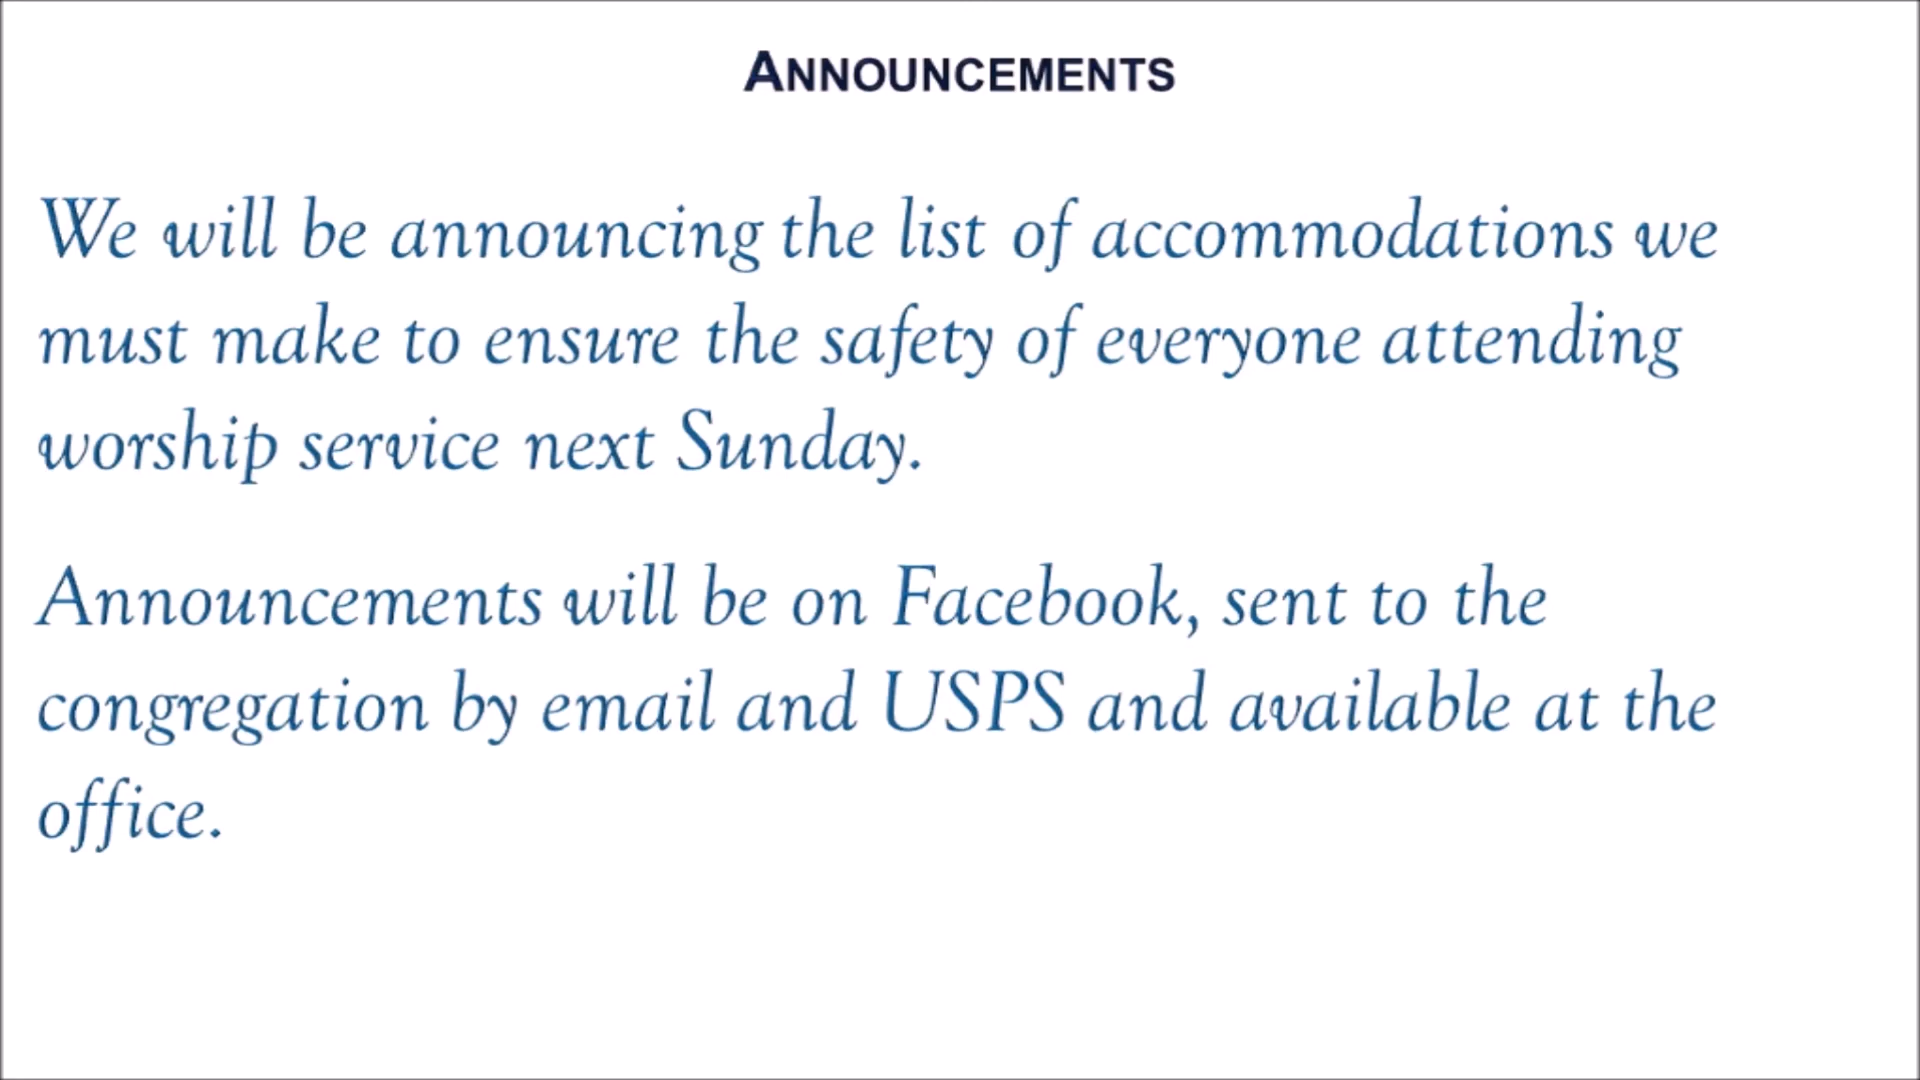 ANNOUNCEMENTS
We will be announcing the list of accommodations we
must make to ensure the safety of everyone attending
worship service next Sunday.
Announcements will be on Facebook, sent to the
congregation by email and USPS and available at the
office.